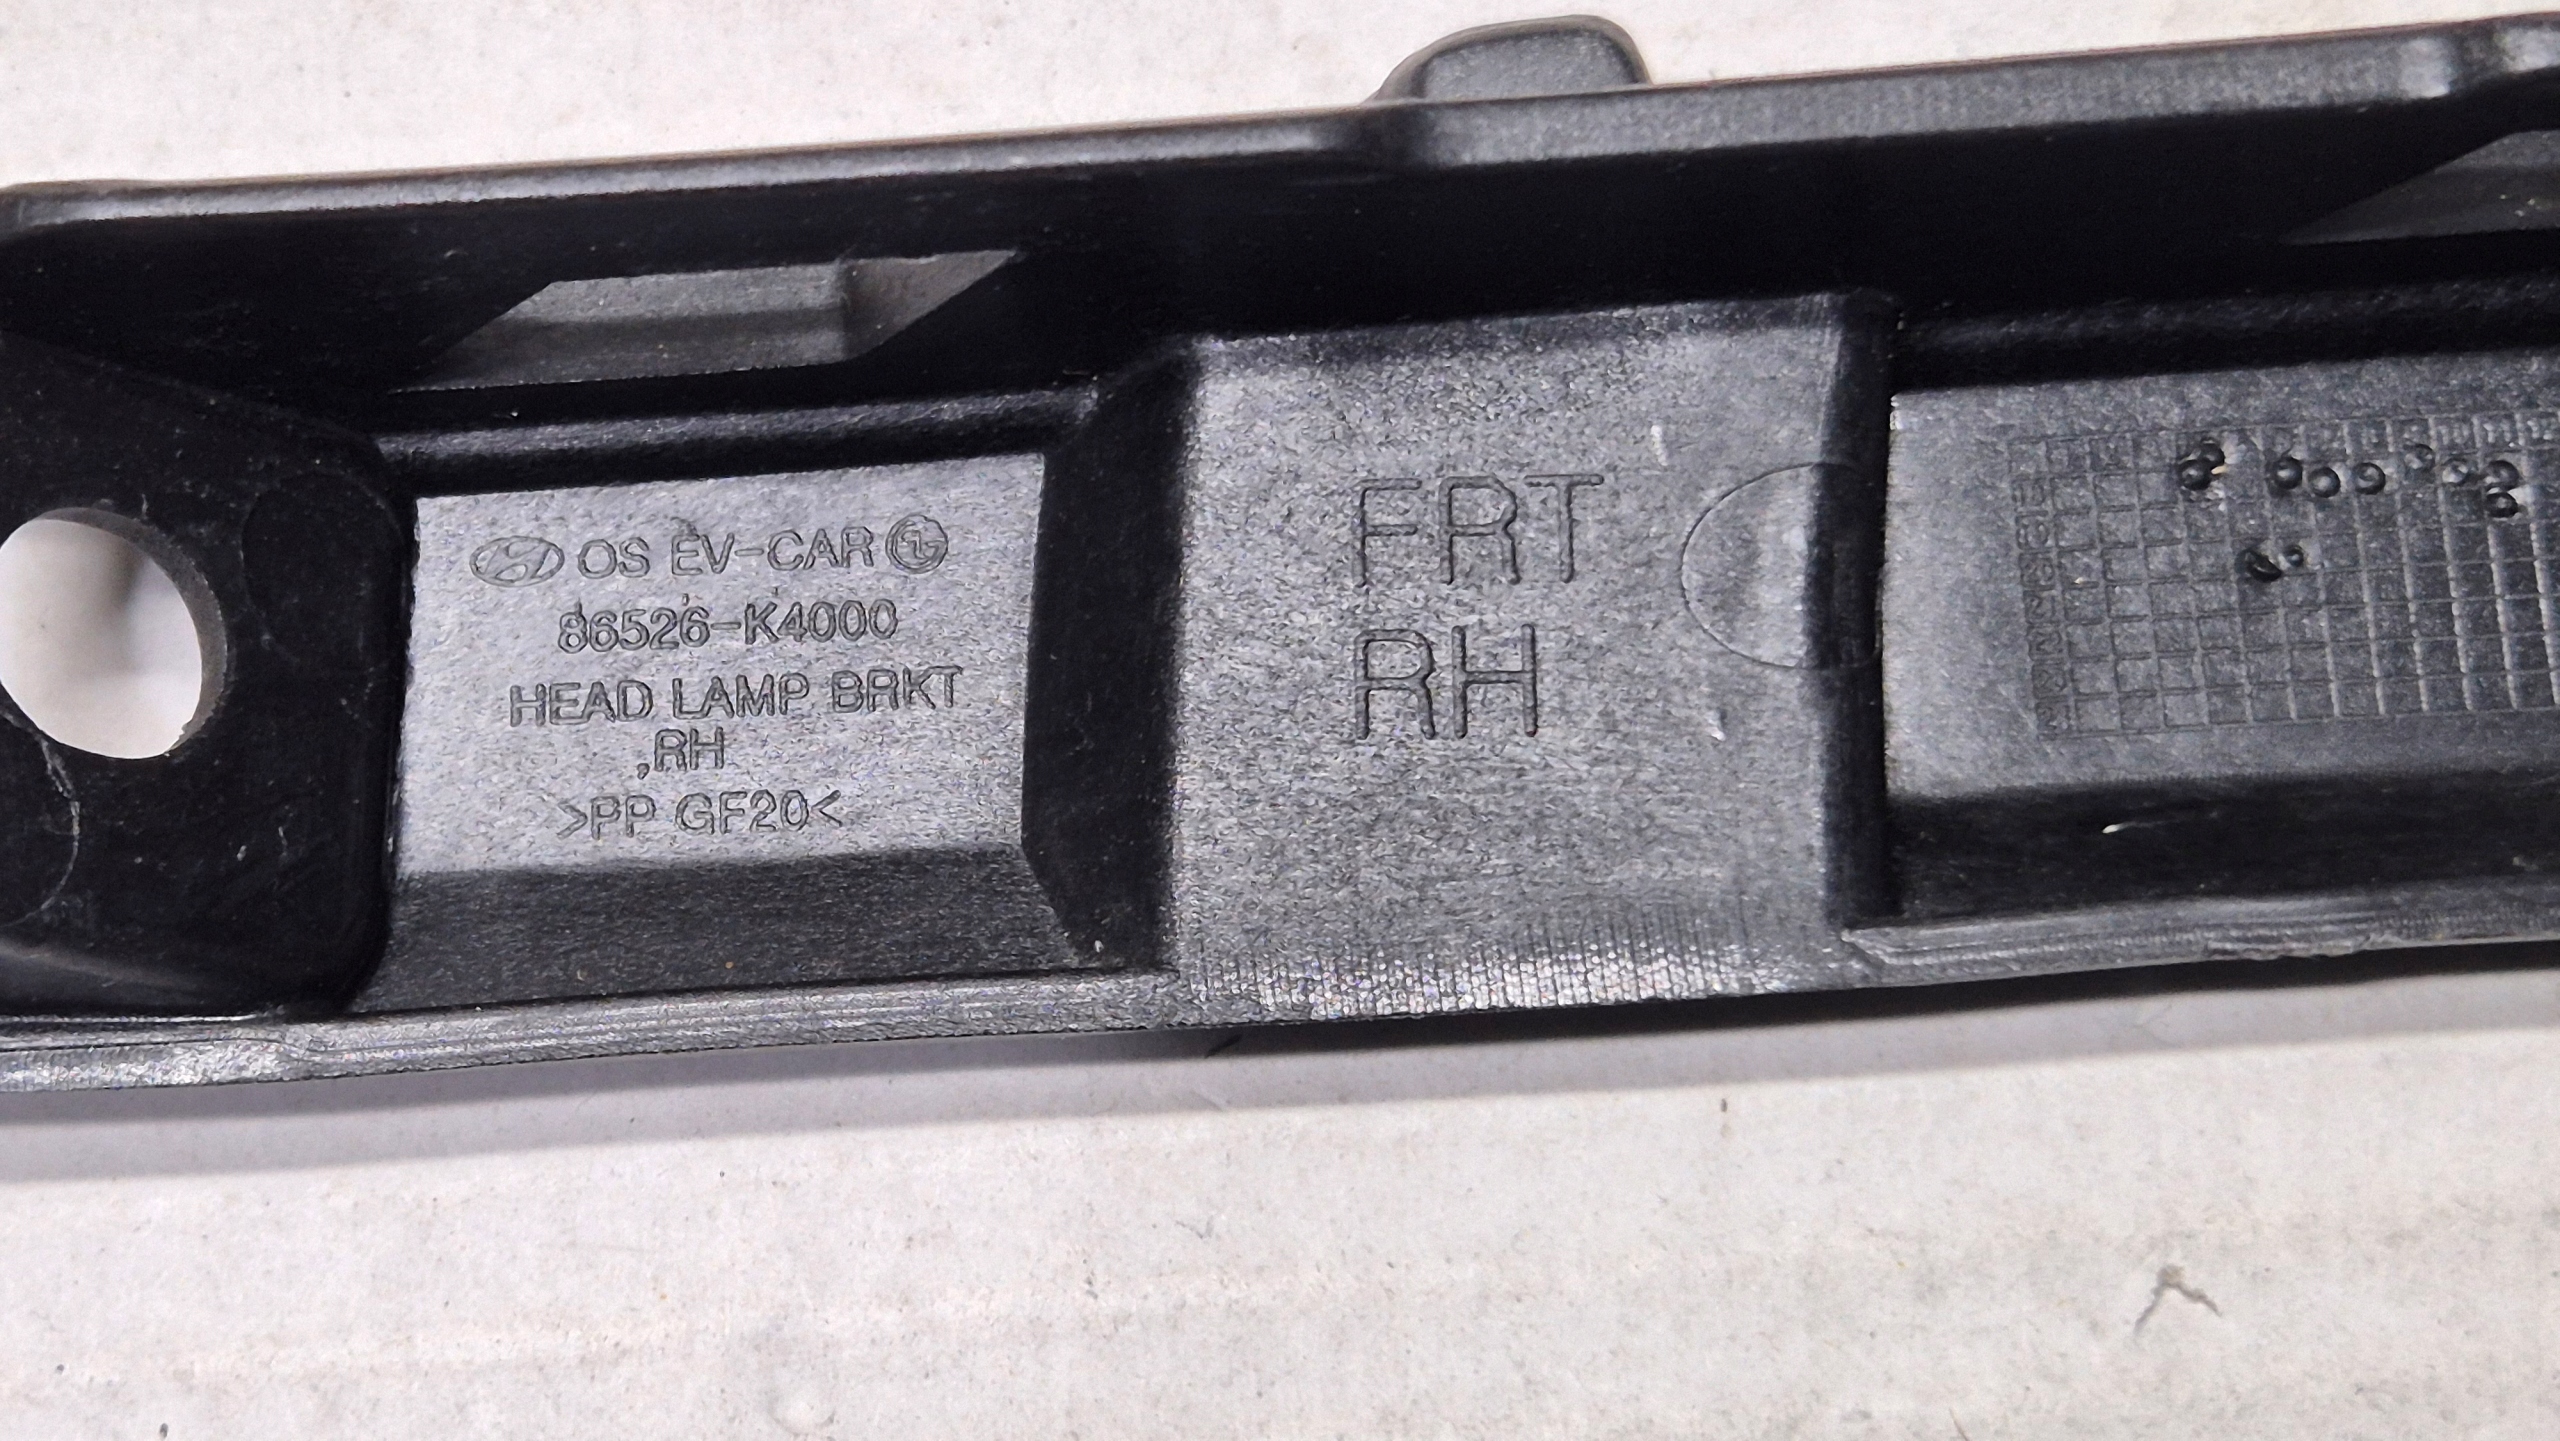 OS EV-CAR
86526-K4000
HEAD LAMP BRKT
,RH
>PP GF20<
FRT
RH